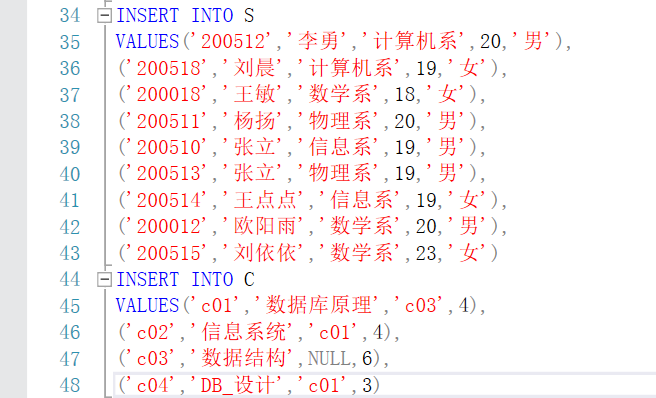 34 INSERT INTO S
35 VALUES('200512','李勇','计算机系',20,'男'),
36 ('200518','刘晨','计算机系',19,'女'),
37 ('200018','王敏','数学系',18,'女'),
38 ('200511','杨扬','物理系',20,'男'),
39 ('200510','张立','信息系',19,'男'),
40 ('200513','张立','物理系',19,'男'),
41 ('200514','王点点','信息系',19,'女'),
42 ('200012','欧阳雨','数学系',20,'男'),
43 ('200515','刘依依','数学系',23,'女')
44 INSERT INTO C
45 VALUES('c01','数据库原理','c03',4),
46 ('c02','信息系统','c01',4),
47 ('c03','数据结构',NULL,6),
48 ('c04','DB_设计','c01',3)